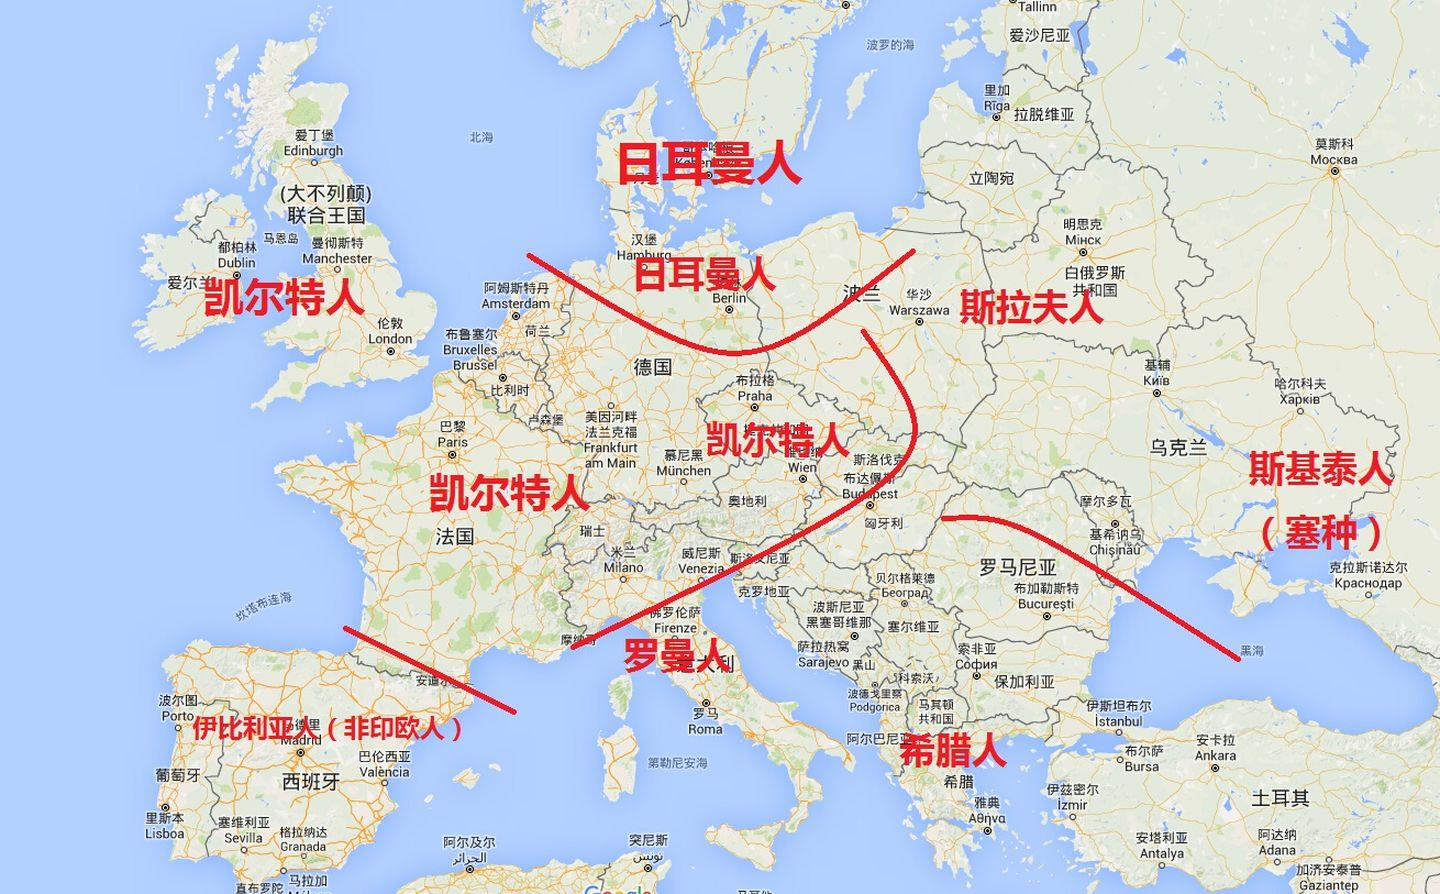 Tallinn
爱沙尼亚
波罗的海
里加
Rīga
拉脱维亚
北海
爱丁堡
Edinburgh
莫斯科
Москва
日耳曼人
立陶宛
(大不列颠)
联合王国
明思克
Мінск
都柏林
Dublin
马恩岛
曼彻斯特
Manchester
汉堡
Hamburg
白俄罗斯
共和国
日耳曼人
Berlin
爱尔兰
凯尔特人
阿姆斯特丹
Amsterdam
波兰
华沙
Warszawa
斯拉夫人
伦敦
London
荷兰
布鲁塞尔
Bruxelles
Brussel
德国
基辅
Київ
比利时
布拉格
Praha
哈尔科夫
Харків
卢森堡
美因河畔
法兰克福
Frankfurt
am Main
巴黎
Paris
凯尔特人
乌克兰
慕尼黑
München
Wien
斯洛伐克
斯基泰人
（塞种）
布达佩斯
Budapest
凯尔特人
奥地利
摩尔多瓦
法国
瑞士
匈牙利
基希讷乌
Chișinău
米兰
Milano
威尼斯
Venezia
斯洛文尼亚
罗马尼亚
克拉斯诺达尔
Краснодар
克罗地亚
贝尔格莱德
Београд
布加勒斯特
București
坎塔布连海
波斯尼亚
黑塞哥维那
佛罗伦萨
Firenze
塞尔维亚
摩纳哥
萨拉热窝
Sarajevo
索非亚
София
黑海
罗曼人
意大利
黑山
科索沃
安道尔
保加利亚
波德戈里察
Podgorica
波尔图
Porto
马其顿
共和国
伊斯坦布尔
İstanbul
罗马
Roma
伊比利亚人（非印欧人）
马德里
Madrid
阿尔巴尼亚
希腊人
安卡拉
Ankara
布尔萨
Bursa
巴伦西亚
València
第勒尼安海
葡萄牙
西班牙
希腊
伊兹密尔
İzmir
土耳其
里斯本
Lisboa
雅典
Αθήνα
塞维利亚
Sevilla
格拉纳达
Granada
安塔利亚
Antalya
阿达纳
Adana
阿尔及尔
الجزائر
突尼斯
تونس
加济安泰普
Gaziantep
马拉加
直布罗陀
Google